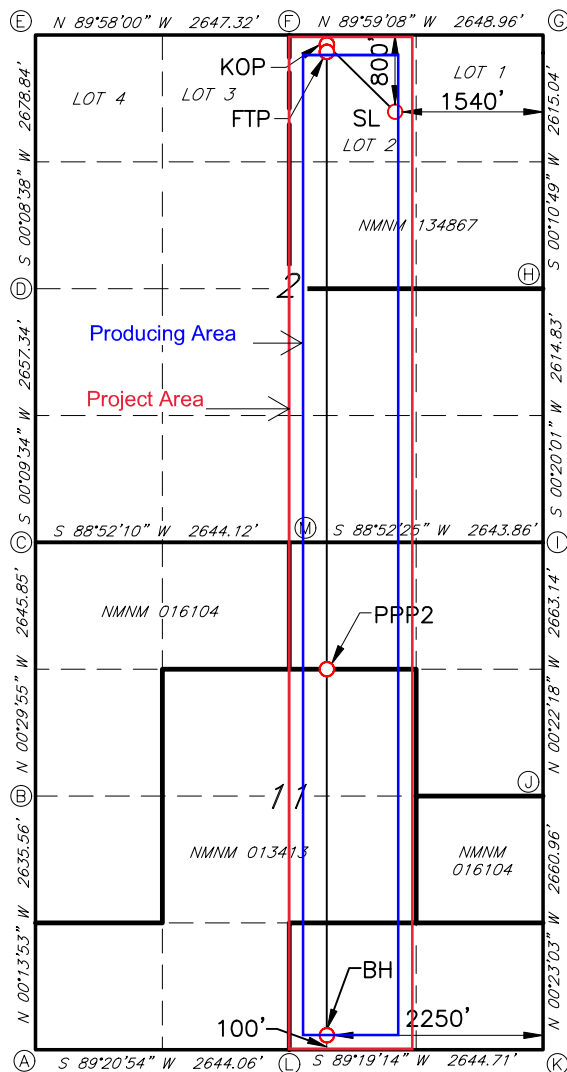 E N 89°58'00" W 2647.32' F N 89°59'08" W 2648.96' G
KOP
800'
LOT 1
LOT 4
LOT 3
1540'
FTP
SL
LOT 2
2678.84'
S 00°08'38" W
2615.04'
S 00°10'49" W
NMNM 134867
D
2
H
Producing Area
Project Area
2657.34'
S 00°09'34" W
2614.83'
S 00°20'01" W
S 88°52'10" W 2644.12' M S 88°52'25" W 2643.86'
C
I
NMNM 016104
PPP2
2645.85'
N 00°29'55" W
2663.14'
N 00°22'18" W
B
11
J
NMNM 013413
NMNM
016104
2635.56'
N 00°13'53" W
2660.96'
N 00°23'03" W
BH
100'
2250'
A S 89°20'54" W 2644.06' L S 89°19'14" W 2644.71' K